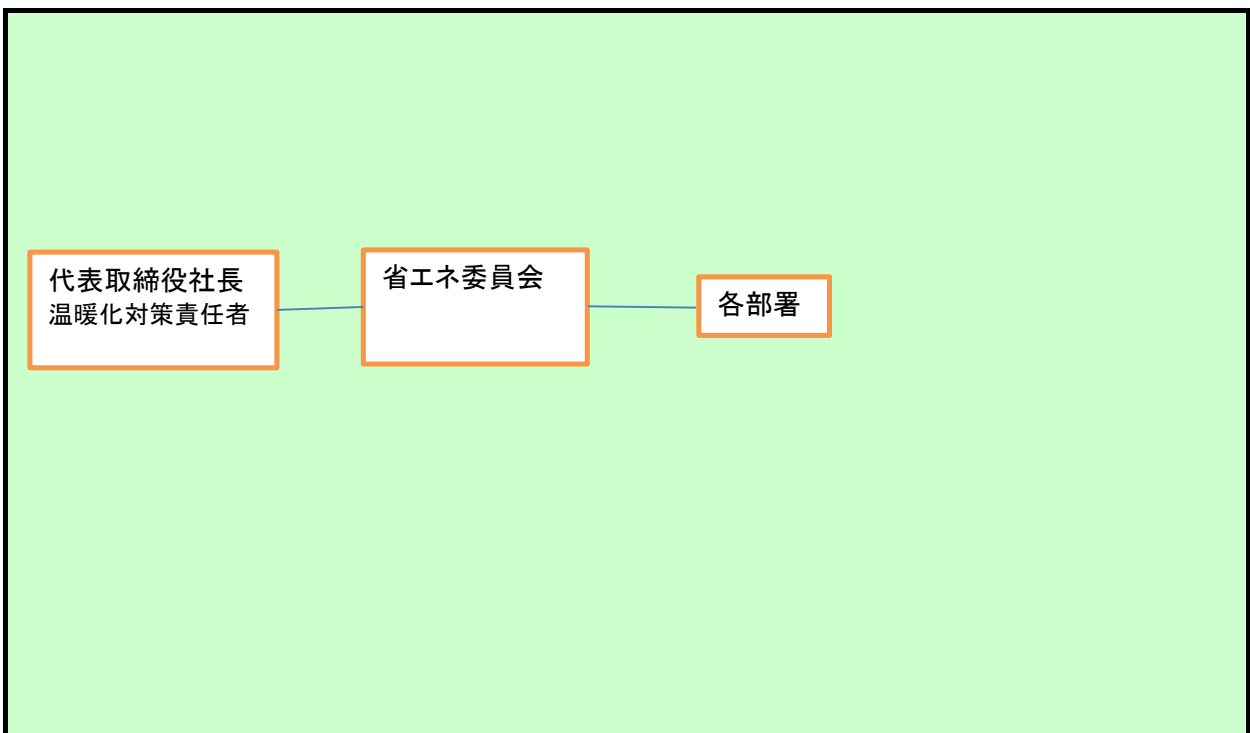 代表取締役社長
温暖化対策責任者
省エネ委員会
各部署